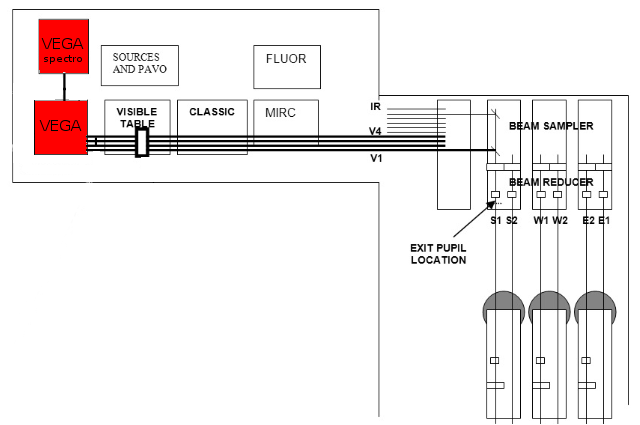 VEGA
spectro
SOURCES
AND PAVO
FLUOR
VEGA
VISIBLE
TABLE
CLASSIC
MIRC
IR
V4
V1
BEAM SAMPLER
BEAM REDUCER
S1 S2
W1 W2
E2 E1
EXIT PUPIL
LOCATION